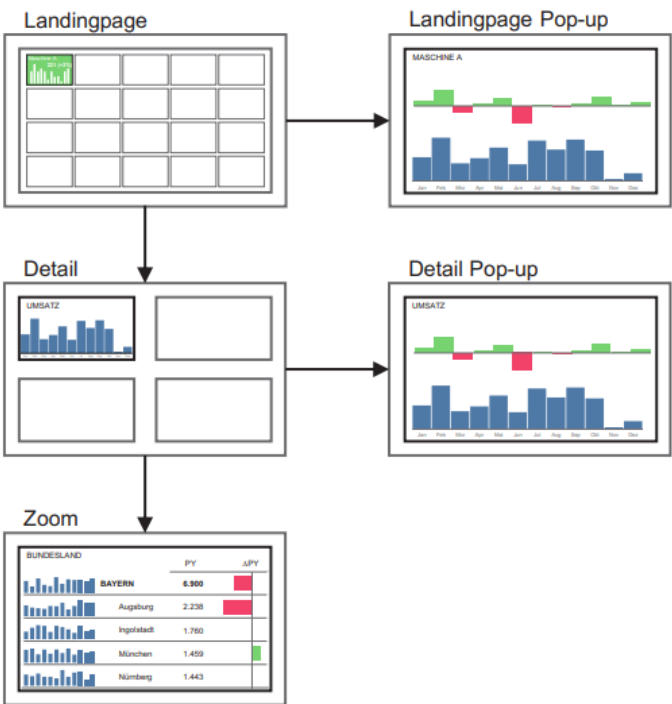 Landingpage
Landingpage Pop-up
Maschine A
MASCHINE A
Jan Feb Mrz Apr Mai Jun Jul Aug Sep Okt Nov Dez
Detail
Detail Pop-up
UMSATZ
UMSATZ
Jan Feb Mrz Apr Mai Jun Jul Aug Sep Okt Nov Dez
Zoom
BUNDESLAND
PY ΔPY
BAYERN 6.900
Augsburg 2.238
Ingolstadt 1.760
München 1.459
Nürnberg 1.443